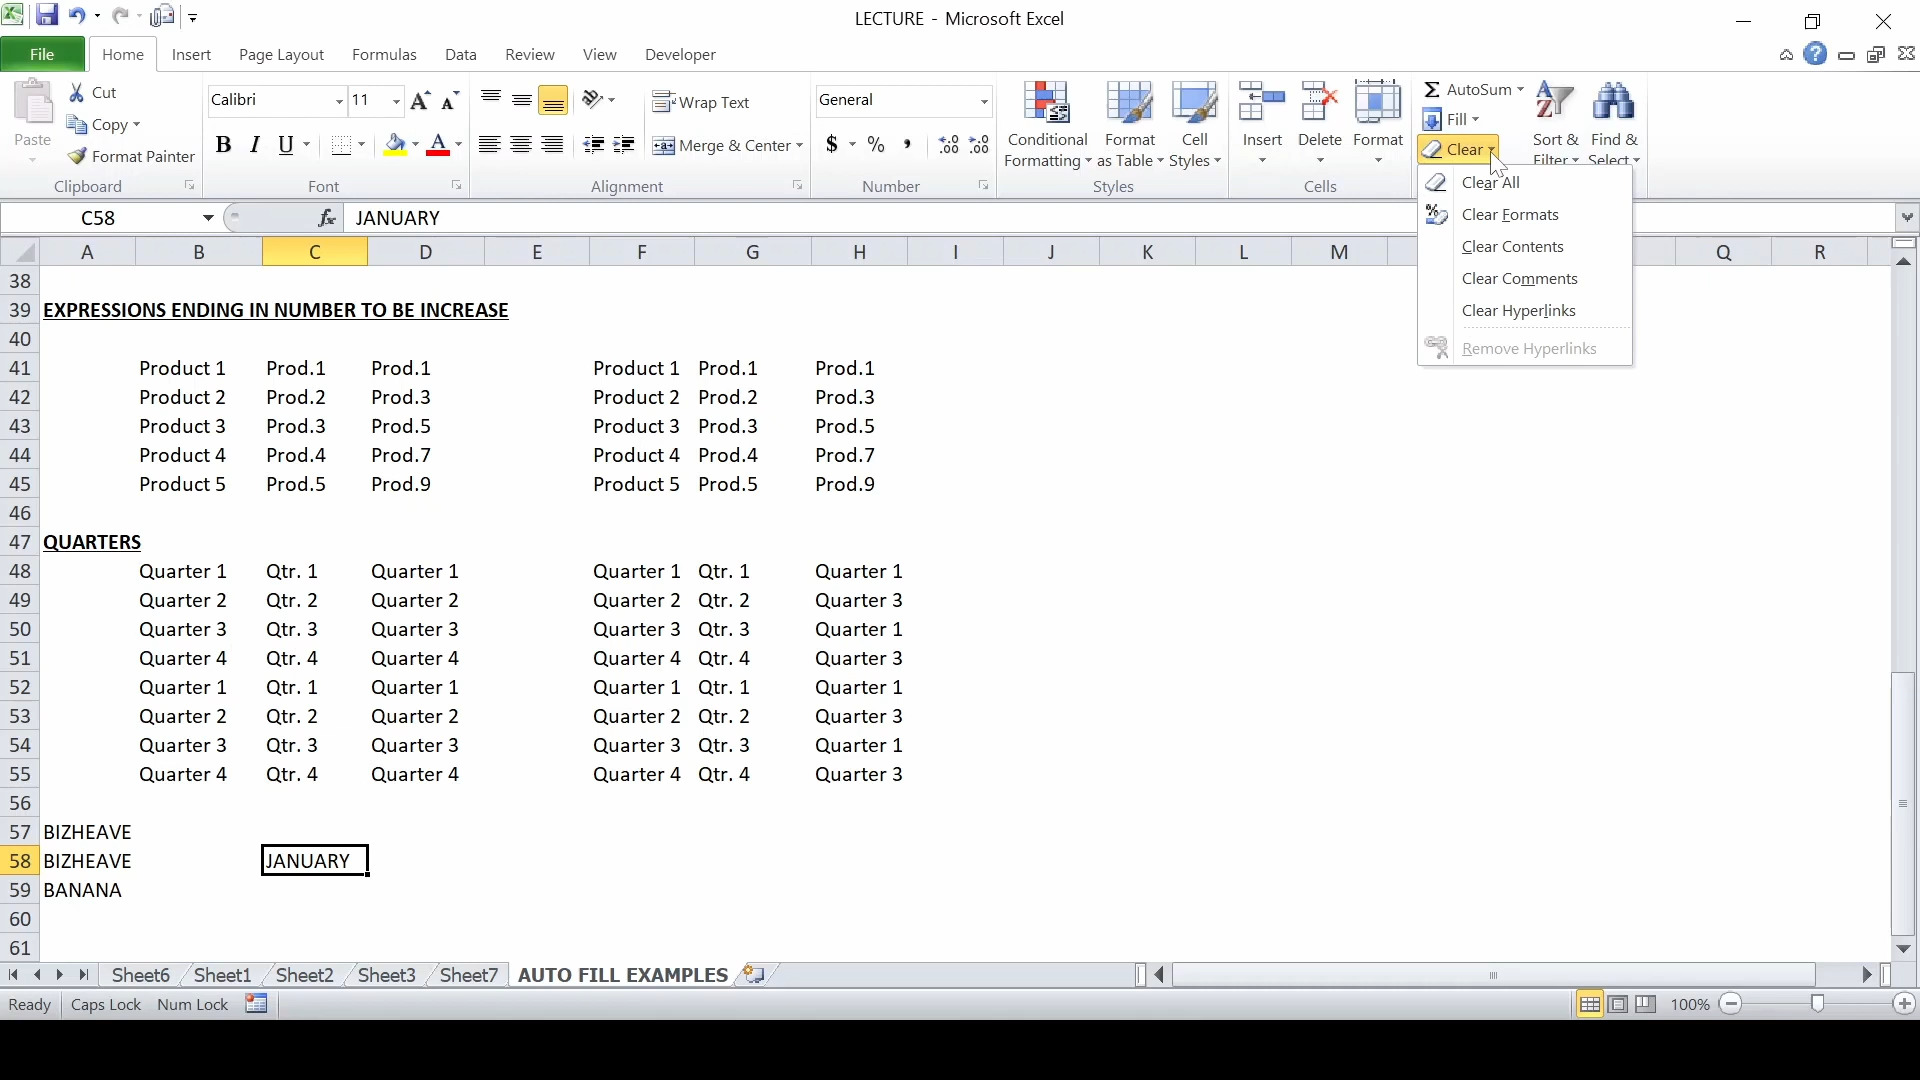 LECTURE - Microsoft Excel
File Home Insert Page Layout Formulas Data Review View Developer
Paste Cut Copy Format Painter Clipboard
Calibri 11 B I U A Font
Wrap Text Merge & Center Alignment
General $ % , Number
Conditional Formatting Format as Table Cell Styles Styles
Insert Delete Format Cells
Σ AutoSum Fill Clear Sort & Filter Find & Select
Clear All
Clear Formats
Clear Contents
Clear Comments
Clear Hyperlinks
Remove Hyperlinks
C58 fx JANUARY
A B C D E F G H I J K L M Q R
38
39 EXPRESSIONS ENDING IN NUMBER TO BE INCREASE
40
41 Product 1 Prod.1 Prod.1 Product 1 Prod.1 Prod.1
42 Product 2 Prod.2 Prod.3 Product 2 Prod.2 Prod.3
43 Product 3 Prod.3 Prod.5 Product 3 Prod.3 Prod.5
44 Product 4 Prod.4 Prod.7 Product 4 Prod.4 Prod.7
45 Product 5 Prod.5 Prod.9 Product 5 Prod.5 Prod.9
46
47 QUARTERS
48 Quarter 1 Qtr. 1 Quarter 1 Quarter 1 Qtr. 1 Quarter 1
49 Quarter 2 Qtr. 2 Quarter 2 Quarter 2 Qtr. 2 Quarter 3
50 Quarter 3 Qtr. 3 Quarter 3 Quarter 3 Qtr. 3 Quarter 1
51 Quarter 4 Qtr. 4 Quarter 4 Quarter 4 Qtr. 4 Quarter 3
52 Quarter 1 Qtr. 1 Quarter 1 Quarter 1 Qtr. 1 Quarter 1
53 Quarter 2 Qtr. 2 Quarter 2 Quarter 2 Qtr. 2 Quarter 3
54 Quarter 3 Qtr. 3 Quarter 3 Quarter 3 Qtr. 3 Quarter 1
55 Quarter 4 Qtr. 4 Quarter 4 Quarter 4 Qtr. 4 Quarter 3
56
57 BIZHEAVE
58 BIZHEAVE JANUARY
59 BANANA
60
61
Sheet6 Sheet1 Sheet2 Sheet3 Sheet7 AUTO FILL EXAMPLES
Ready Caps Lock Num Lock 100%